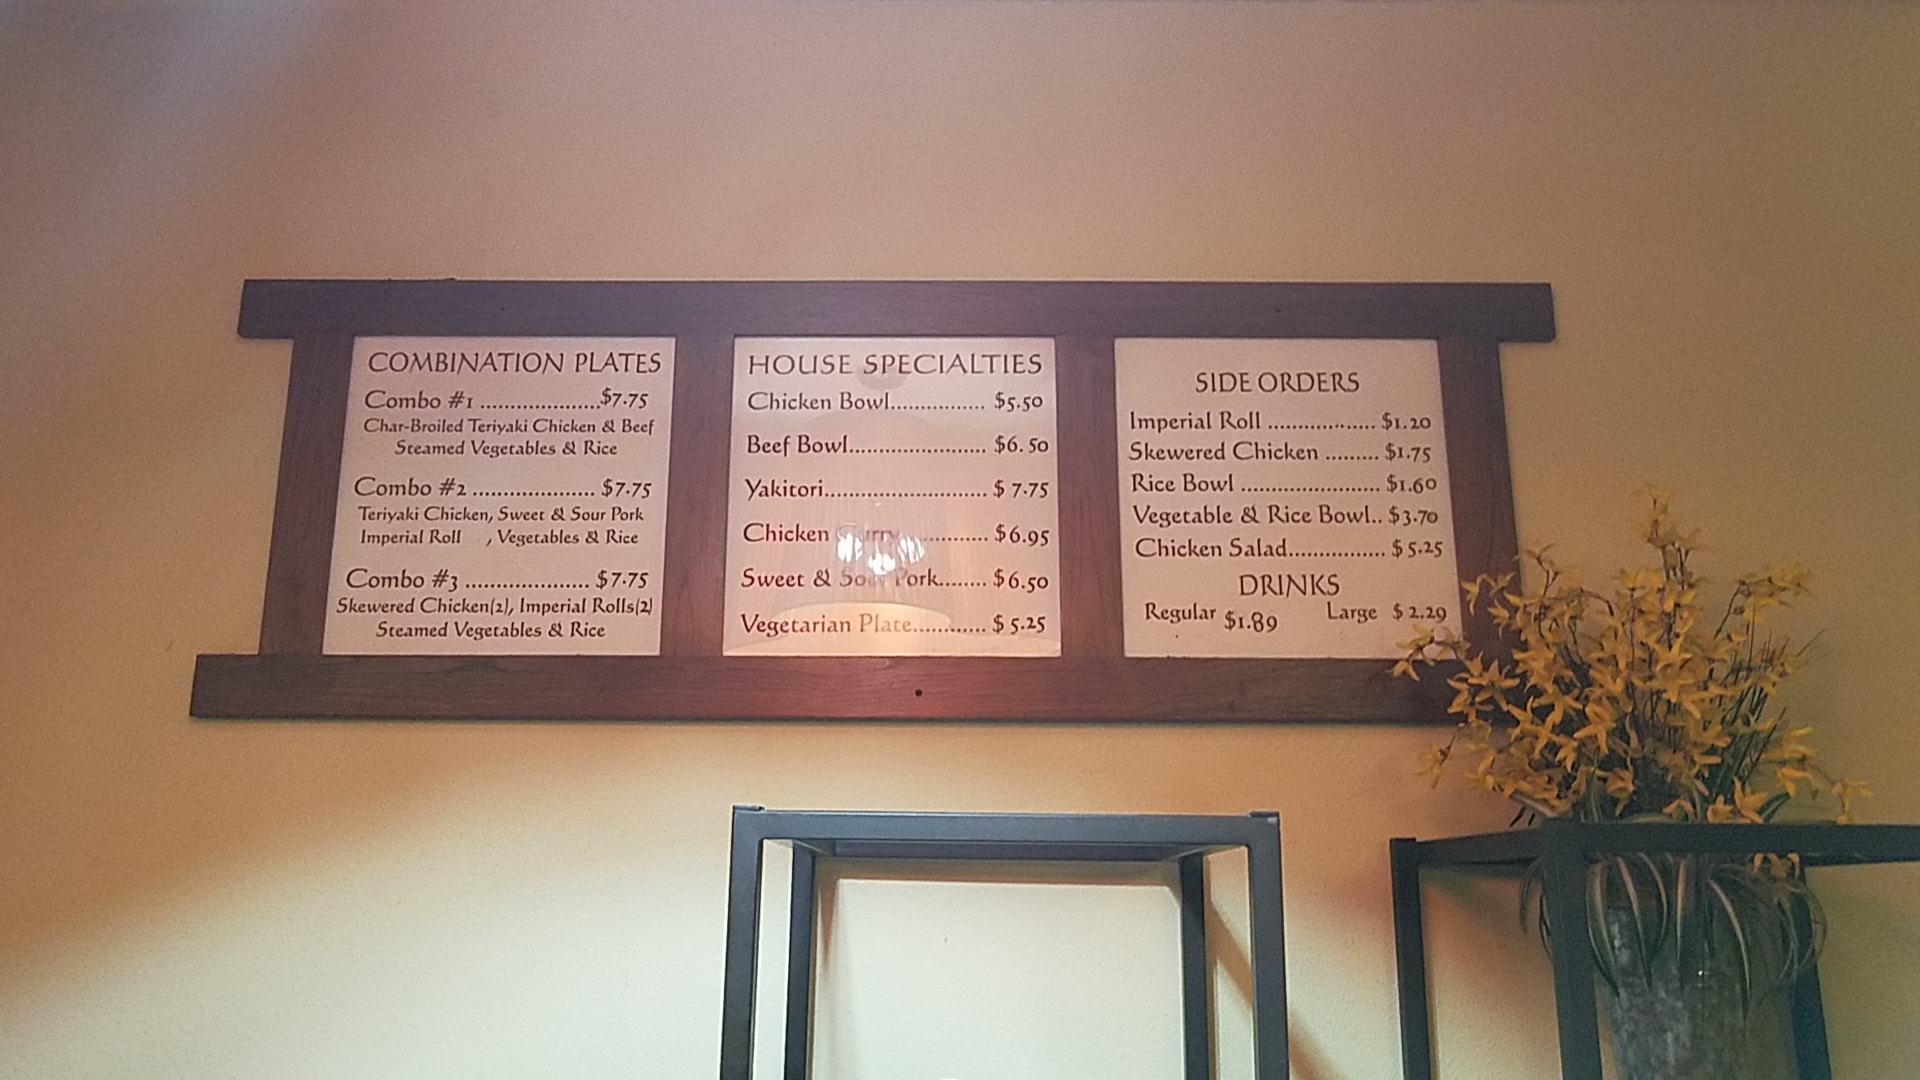 COMBINATION PLATES
Combo #1 ....................$7.75
Char-Broiled Teriyaki Chicken & Beef
Steamed Vegetables & Rice
Combo #2 .................... $7.75
Teriyaki Chicken, Sweet & Sour Pork
Imperial Roll , Vegetables & Rice
Combo #3 .................... $7.75
Skewered Chicken(2), Imperial Rolls(2)
Steamed Vegetables & Rice
HOUSE SPECIALTIES
Chicken Bowl................ $5.50
Beef Bowl....................... $6.50
Yakitori........................... $7.75
Chicken Curry ............... $6.95
Sweet & Sour Pork........ $6.50
Vegetarian Plate............ $5.25
SIDE ORDERS
Imperial Roll .................. $1.20
Skewered Chicken ......... $1.75
Rice Bowl ....................... $1.60
Vegetable & Rice Bowl.. $3.70
Chicken Salad................ $5.25
DRINKS
Regular $1.89 Large $2.29